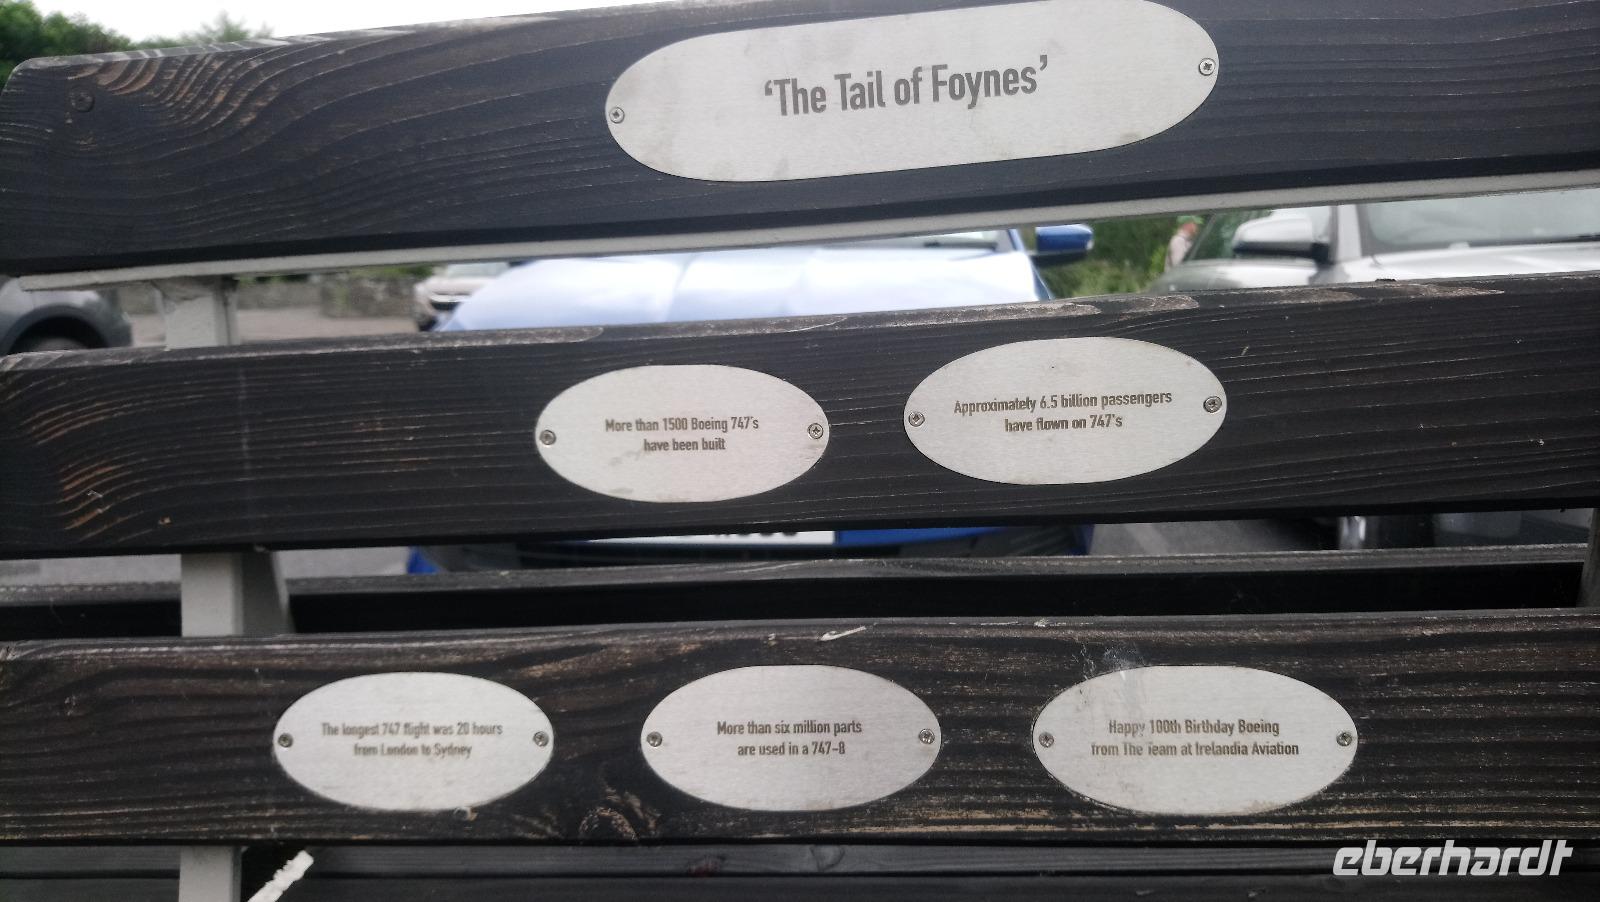 'The Tail of Foynes'
More than 1500 Boeing 747's
have been built
Approximately 6.5 billion passengers
have flown on 747's
The longest 747 flight was 20 hours
from London to Sydney
More than six million parts
are used in a 747-8
Happy 100th Birthday Boeing
from The Team at Irelandia Aviation
eberhardt